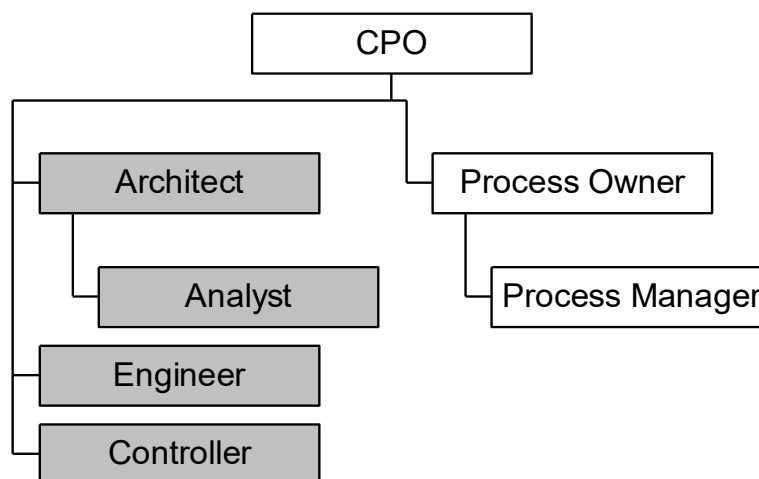 CPO
Architect
Process Owner
Analyst
Process Manager
Engineer
Controller